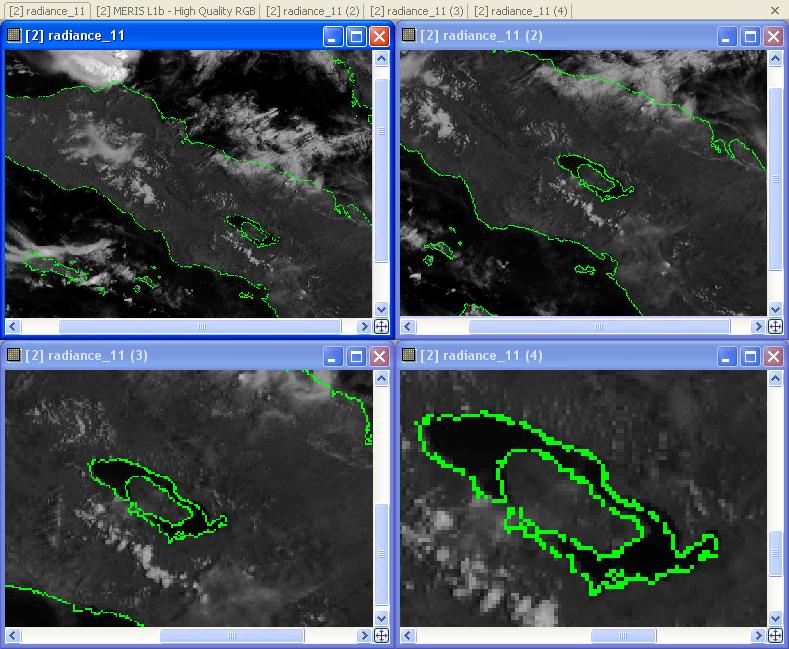 [2] radiance_11 [2] MERIS L1b - High Quality RGB [2] radiance_11 (2) [2] radiance_11 (3) [2] radiance_11 (4)
[2] radiance_11
[2] radiance_11 (2)
[2] radiance_11 (3)
[2] radiance_11 (4)